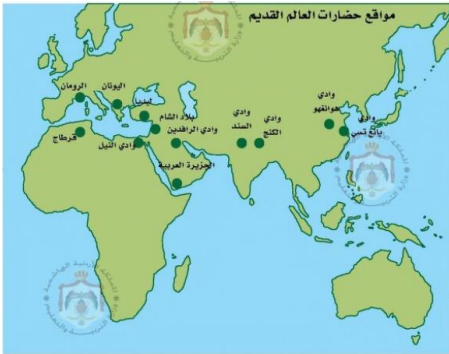 مواقع حضارات العالم القديم
الرومان
اليونان
ليديا
بلاد الشام
وادي الرافدين
قرطاج
وادي النيل
الجزيرة العربية
وادي
السند
وادي
الكنج
وادي
هوانغهو
وادي
يانغ تسي